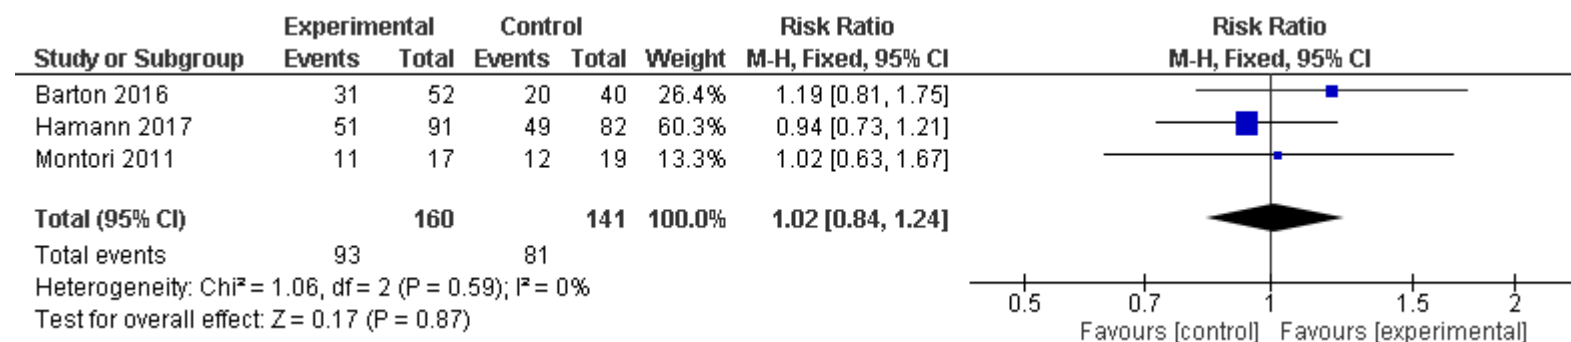 Experimental Control Risk Ratio Risk Ratio
Study or Subgroup Events Total Events Total Weight M-H, Fixed, 95% CI M-H, Fixed, 95% CI
Barton 2016 31 52 20 40 26.4% 1.19 [0.81, 1.75]
Hamann 2017 51 91 49 82 60.3% 0.94 [0.73, 1.21]
Montori 2011 11 17 12 19 13.3% 1.02 [0.63, 1.67]
Total (95% CI) 160 141 100.0% 1.02 [0.84, 1.24]
Total events 93 81
Heterogeneity: Chi² = 1.06, df = 2 (P = 0.59); I² = 0%
Test for overall effect: Z = 0.17 (P = 0.87)
0.5 0.7 1 1.5 2
Favours [control] Favours [experimental]